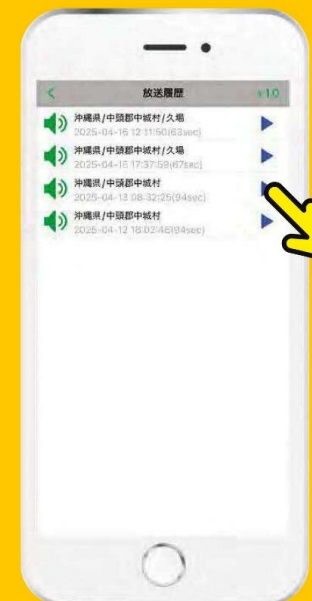 放送履歴 v1.0
沖縄県/中頭郡中城村/久場
2025-04-16 12:11:50(63sec)
沖縄県/中頭郡中城村/久場
2025-04-15 17:37:59(67sec)
沖縄県/中頭郡中城村
2025-04-13 08:32:25(94sec)
沖縄県/中頭郡中城村
2025-04-12 18:02:46(94sec)